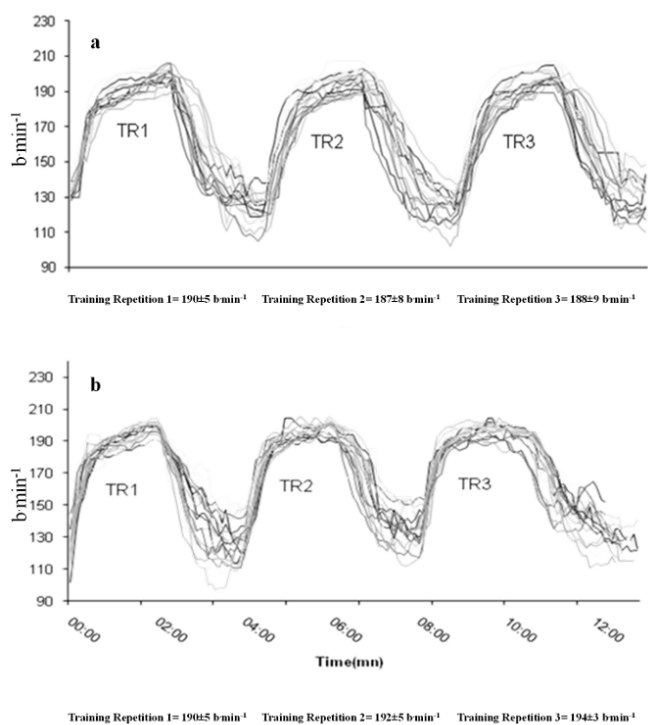 a
230
210
190
170
150
130
110
90
b·min⁻¹
TR1
TR2
TR3
Training Repetition 1= 190±5 b·min⁻¹ Training Repetition 2= 187±8 b·min⁻¹ Training Repetition 3= 188±9 b·min⁻¹
b
230
210
190
170
150
130
110
90
b·min⁻¹
TR1
TR2
TR3
00:00 02:00 04:00 06:00 08:00 10:00 12:00
Time(mn)
Training Repetition 1= 190±5 b·min⁻¹ Training Repetition 2= 192±5 b·min⁻¹ Training Repetition 3= 194±3 b·min⁻¹